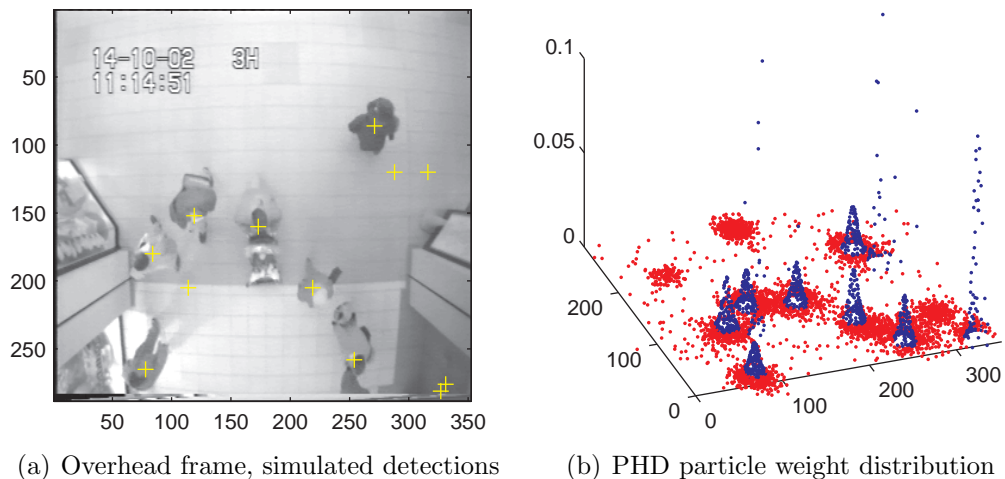 14-10-02 3H
11:14:51
50
100
150
200
250
50 100 150 200 250 300 350
(a) Overhead frame, simulated detections
0.1
0.05
0
200
100
0
0 100 200 300
(b) PHD particle weight distribution